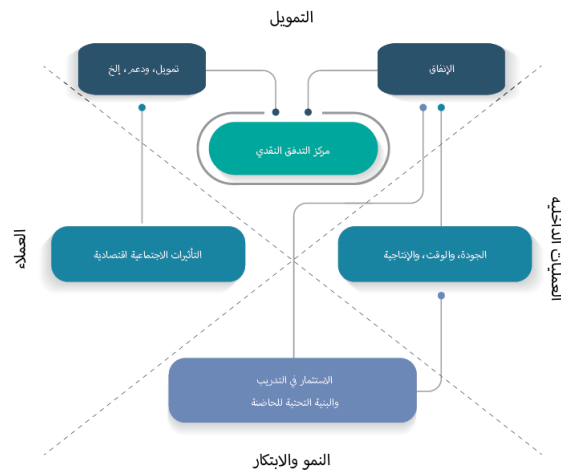 التمويل
الإنفاق
تمويل، ودعم، إلخ
مركز التدفق النقدي
العمليات الداخلية
العملاء
الجودة، والوقت، والإنتاجية
التأثيرات الاجتماعية اقتصادية
الاستثمار في التدريب
والبنية التحتية للحاضنة
النمو والابتكار